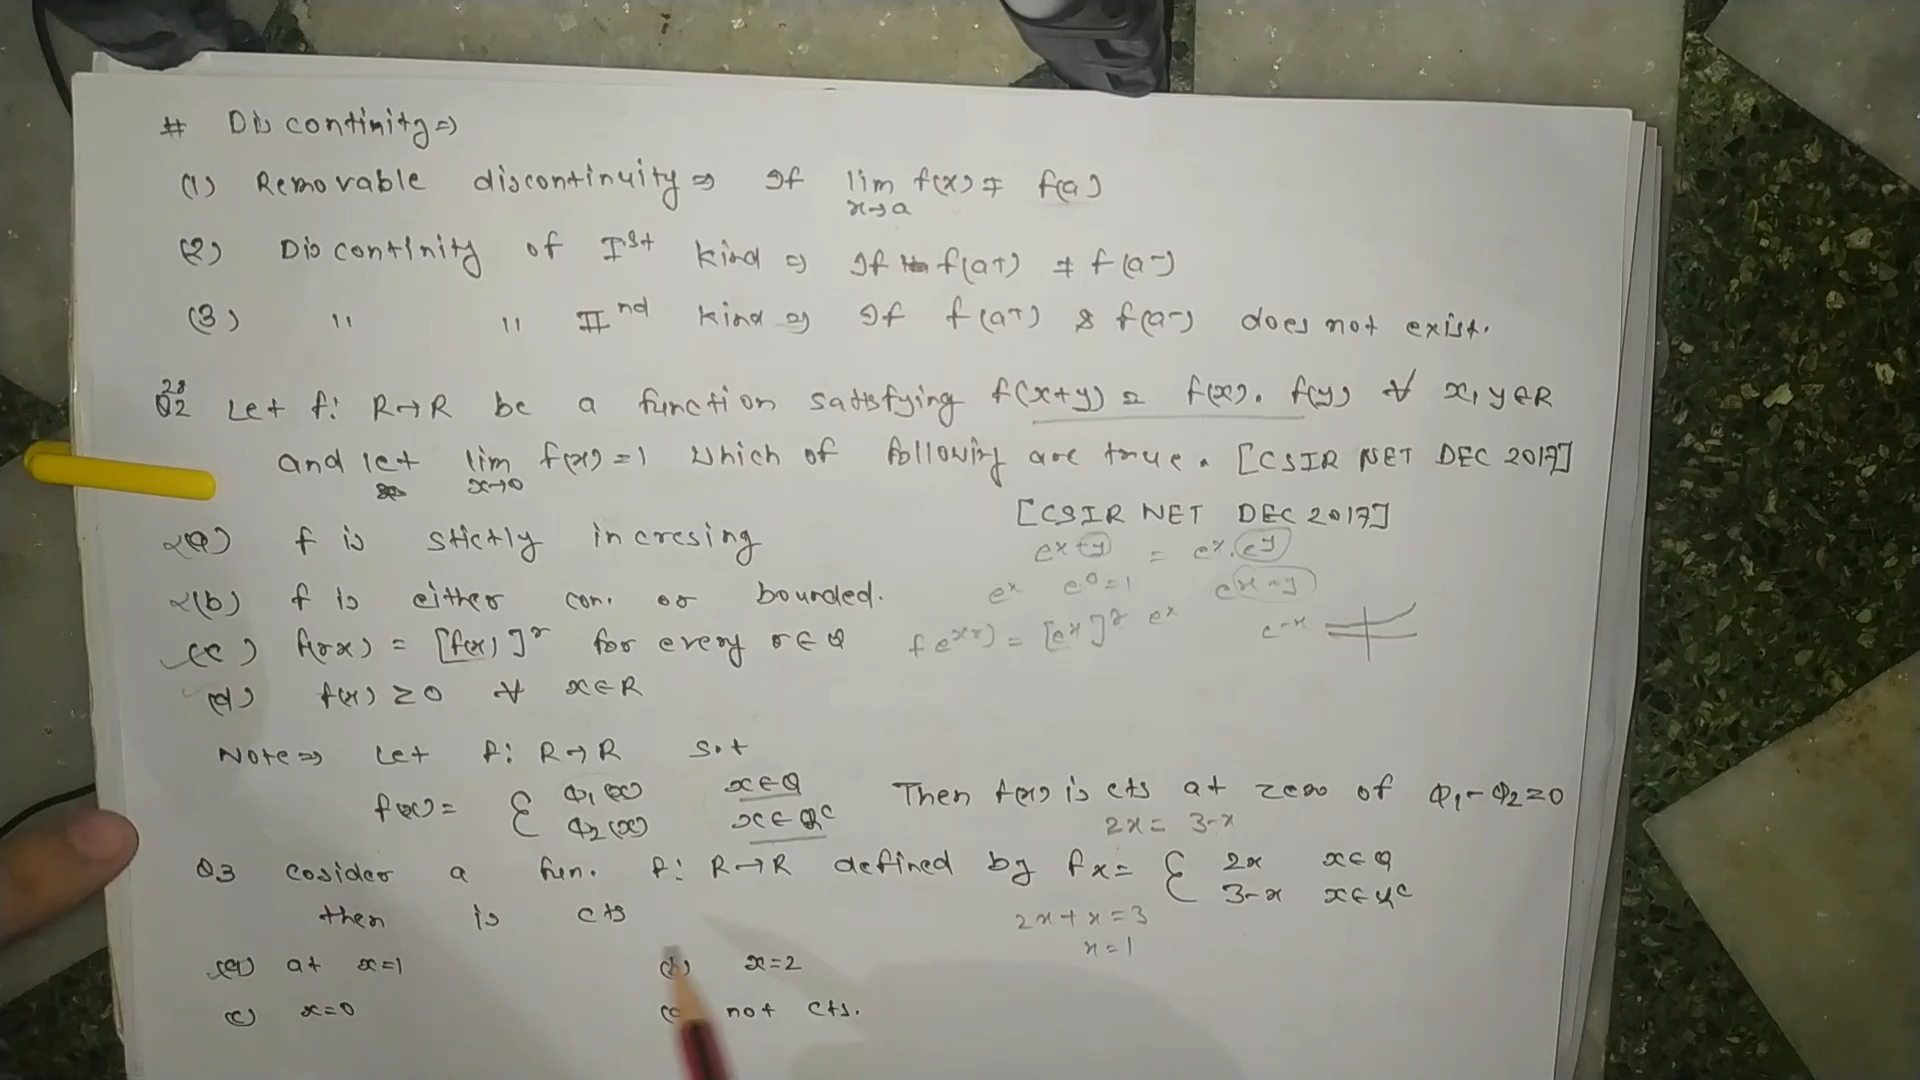 # Discontinity ⇒
(1) Removable discontinuity ⇒ If lim x→a f(x) ≠ f(a)
(2) Discontinity of Ist kind ⇒ If f(a+) ≠ f(a-)
(3) " " IInd kind ⇒ If f(a+) & f(a-) does not exist.
Q2 Let f: R→R be a function satisfying f(x+y) = f(x). f(y) ∀ x, y ∈ R
and let lim x→0 f(x) = 1 which of following are true. [CSIR NET DEC 2017]
[CSIR NET DEC 2017]
(a) f is stictly incresing
e^x+y = e^x. e^y
(b) f is either con. or bounded.
e^x e^0 = 1 e^x+y
(c) f(rx) = [f(x)]^r for every r ∈ Q
f e^xr) = [e^x]^r e^x e^-x
(d) f(x) ≥ 0 ∀ x ∈ R
Note ⇒ Let f: R→R s.t
f(x) = { φ1(x) x ∈ Q
φ2(x) x ∈ Q^c
Then f(x) is cts at zero of φ1 - φ2 = 0
2x = 3-x
Q3 cosider a fun. f: R→R defined by fx = { 2x x ∈ Q
3-x x ∈ Q^c
then is cts
2x + x = 3
x = 1
(a) at x=1 (b) x=2
(c) x=0 not cts.